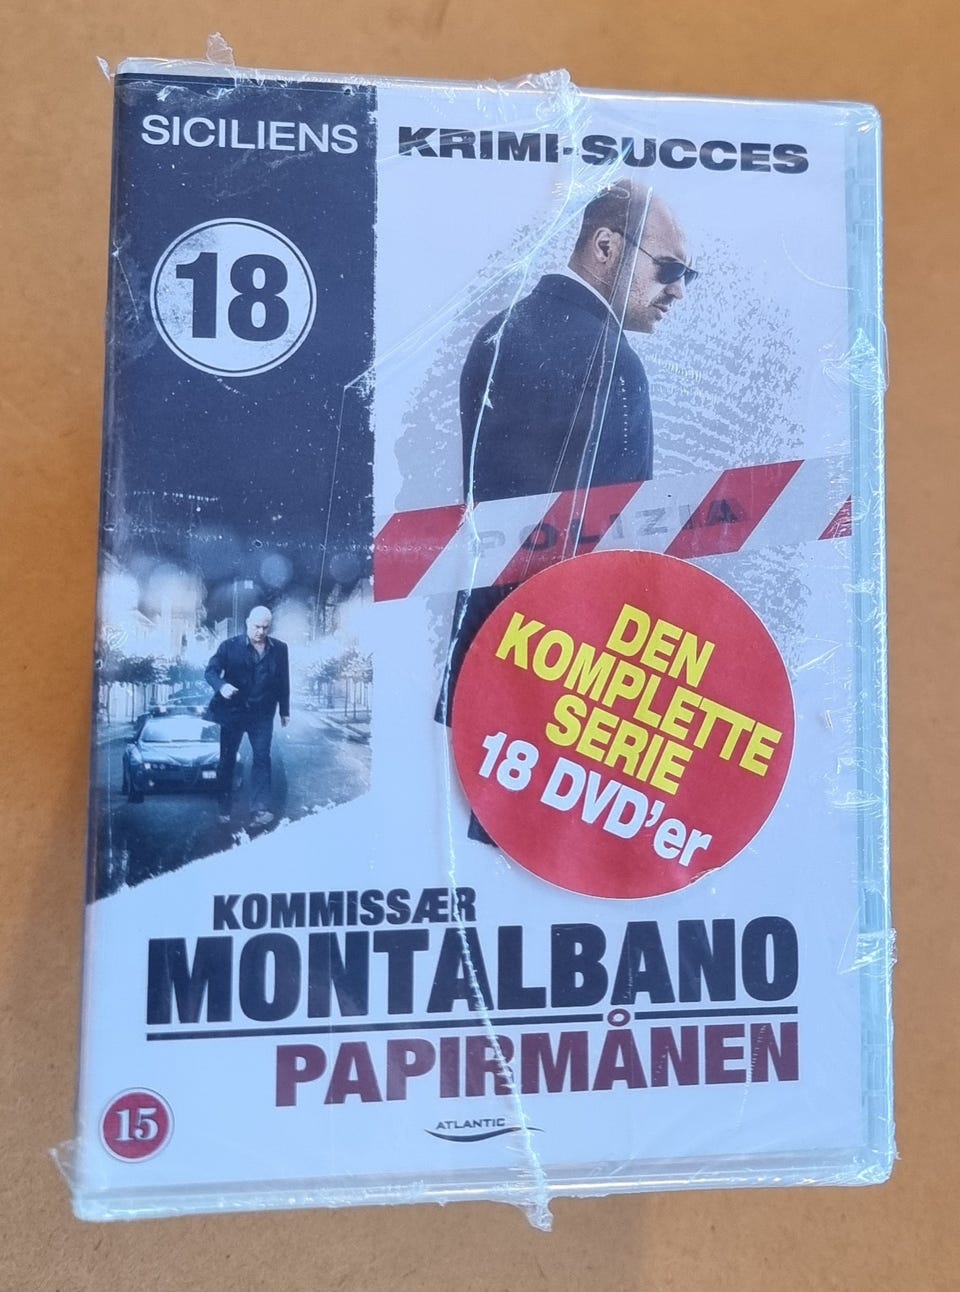 SICILIENS KRIMI-SUCCES
18
POLIZIA
DEN
KOMPLETTE
SERIE
18 DVD'er
KOMMISSÆR
MONTALBANO
PAPIRMÅNEN
15
ATLANTIC